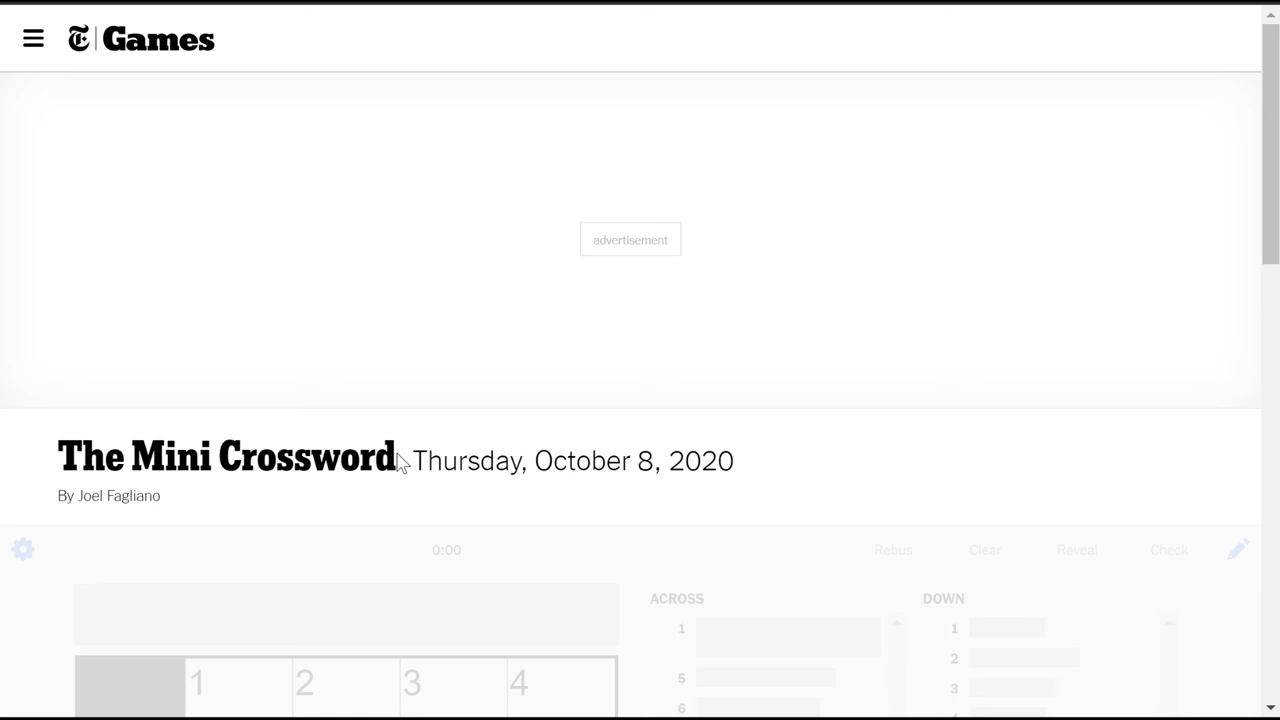 T Games
advertisement
The Mini Crossword Thursday, October 8, 2020
By Joel Fagliano
0:00 Rebus Clear Reveal Check
ACROSS DOWN
1 1
2
5 3
6 4
1 2 3 4